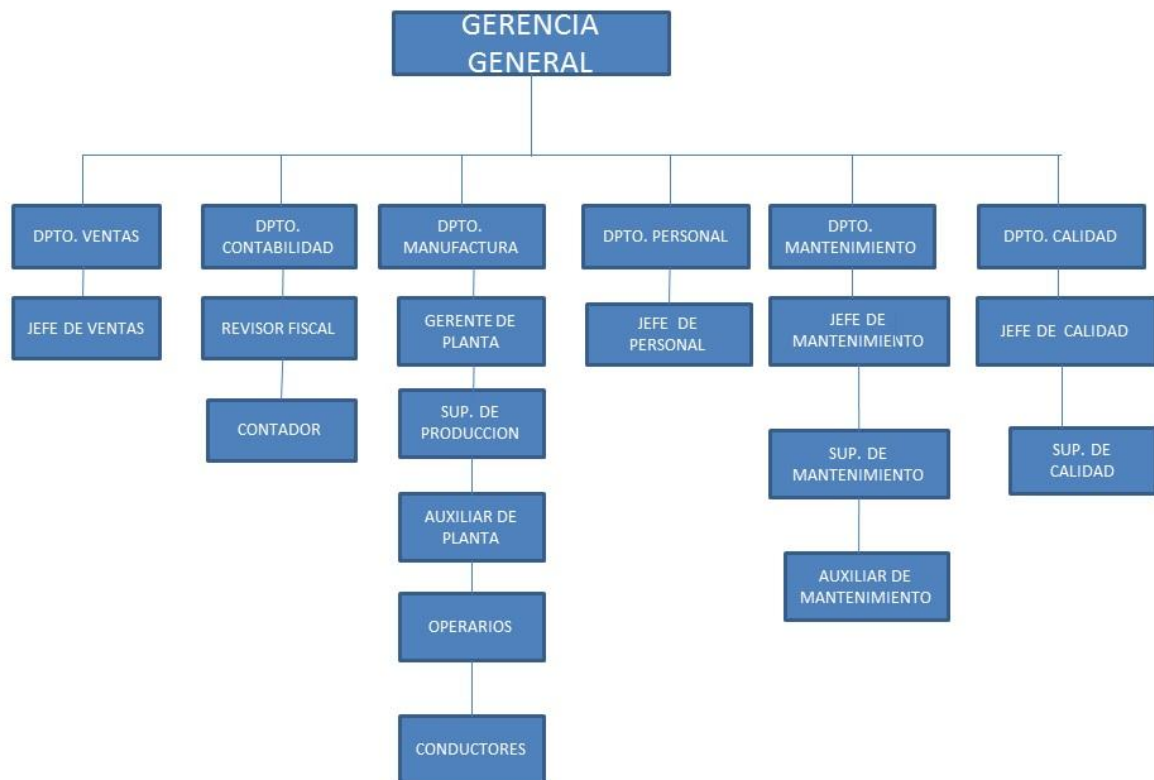 GERENCIA
GENERAL
DPTO. VENTAS
DPTO.
CONTABILIDAD
DPTO.
MANUFACTURA
DPTO. PERSONAL
DPTO.
MANTENIMIENTO
DPTO. CALIDAD
JEFE DE VENTAS
REVISOR FISCAL
GERENTE DE
PLANTA
JEFE DE
PERSONAL
JEFE DE
MANTENIMIENTO
JEFE DE CALIDAD
CONTADOR
SUP. DE
PRODUCCION
SUP. DE
MANTENIMIENTO
SUP. DE
CALIDAD
AUXILIAR DE
PLANTA
AUXILIAR DE
MANTENIMIENTO
OPERARIOS
CONDUCTORES